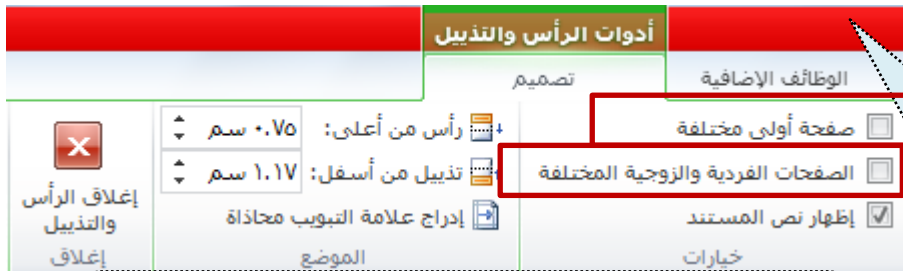 أدوات الرأس والتذييل
الوظائف الإضافية
تصميم
صفحة أولى مختلفة
الصفحات الفردية والزوجية المختلفة
إظهار نص المستند
خيارات
رأس من أعلى: ٠.٧٥ سم
تذييل من أسفل: ١.١٧ سم
إدراج علامة التبويب محاذاة
الموضع
إغلاق الرأس
والتذييل
إغلاق